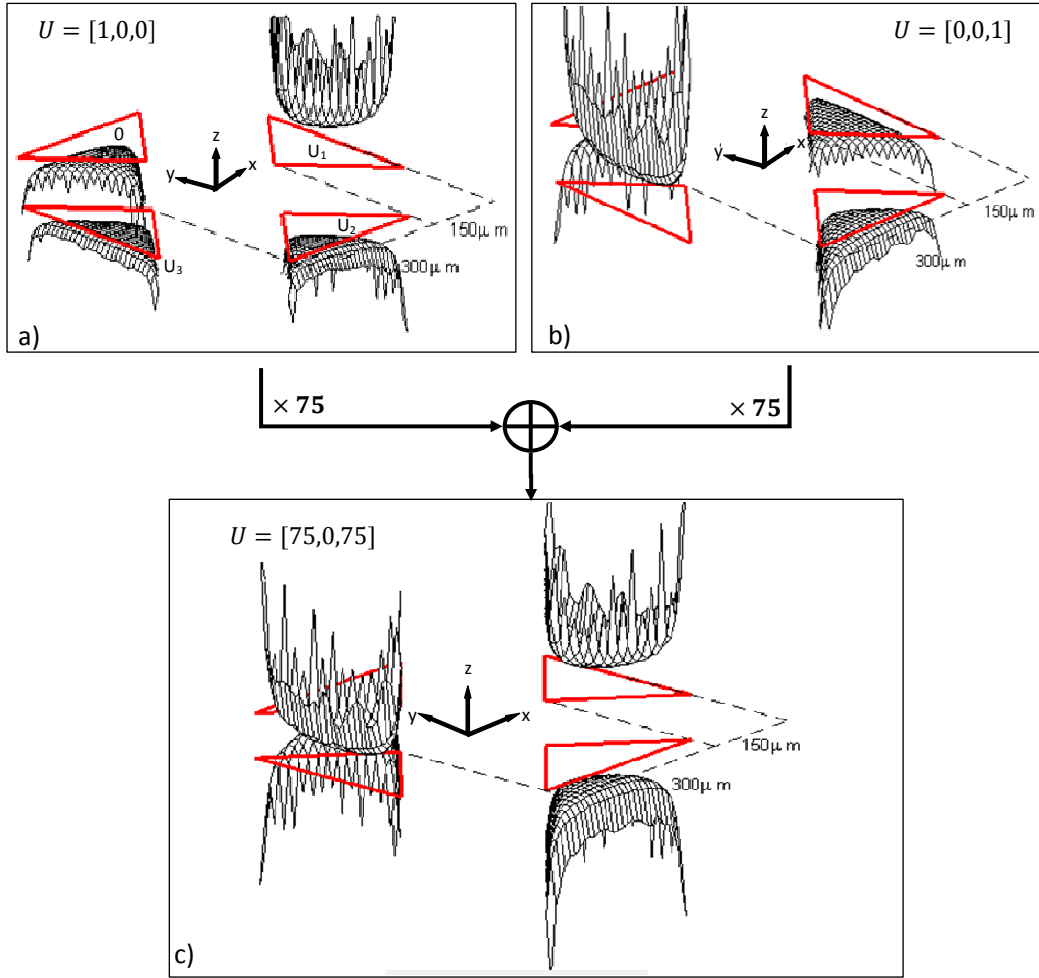 U = [1,0,0]
0
z
x
y
U₁
U₂
U₃
150μ m
300μ m
a)
U = [0,0,1]
z
x
y
150μ m
300μ m
b)
× 75
× 75
U = [75,0,75]
z
y
x
150μ m
300μ m
c)